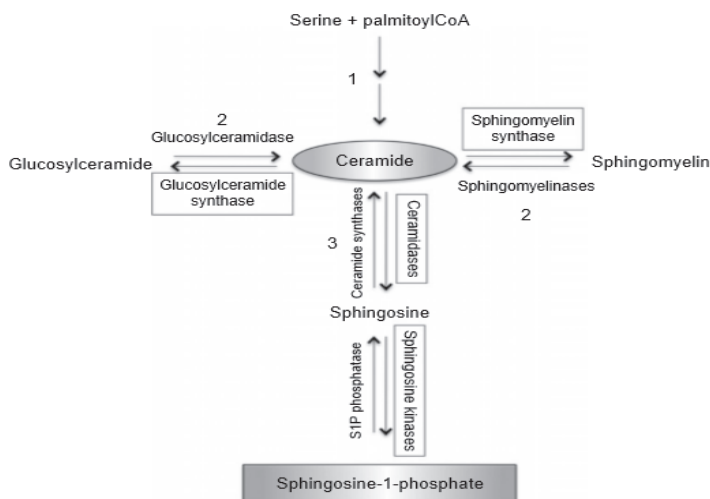 Serine + palmitoylCoA
1
2
Glucosylceramidase
Sphingomyelin
synthase
Glucosylceramide
Ceramide
Sphingomyelin
Glucosylceramide
synthase
Sphingomyelinases
2
3
Ceramide synthases
Ceramidases
Sphingosine
S1P phosphatase
Sphingosine kinases
Sphingosine-1-phosphate